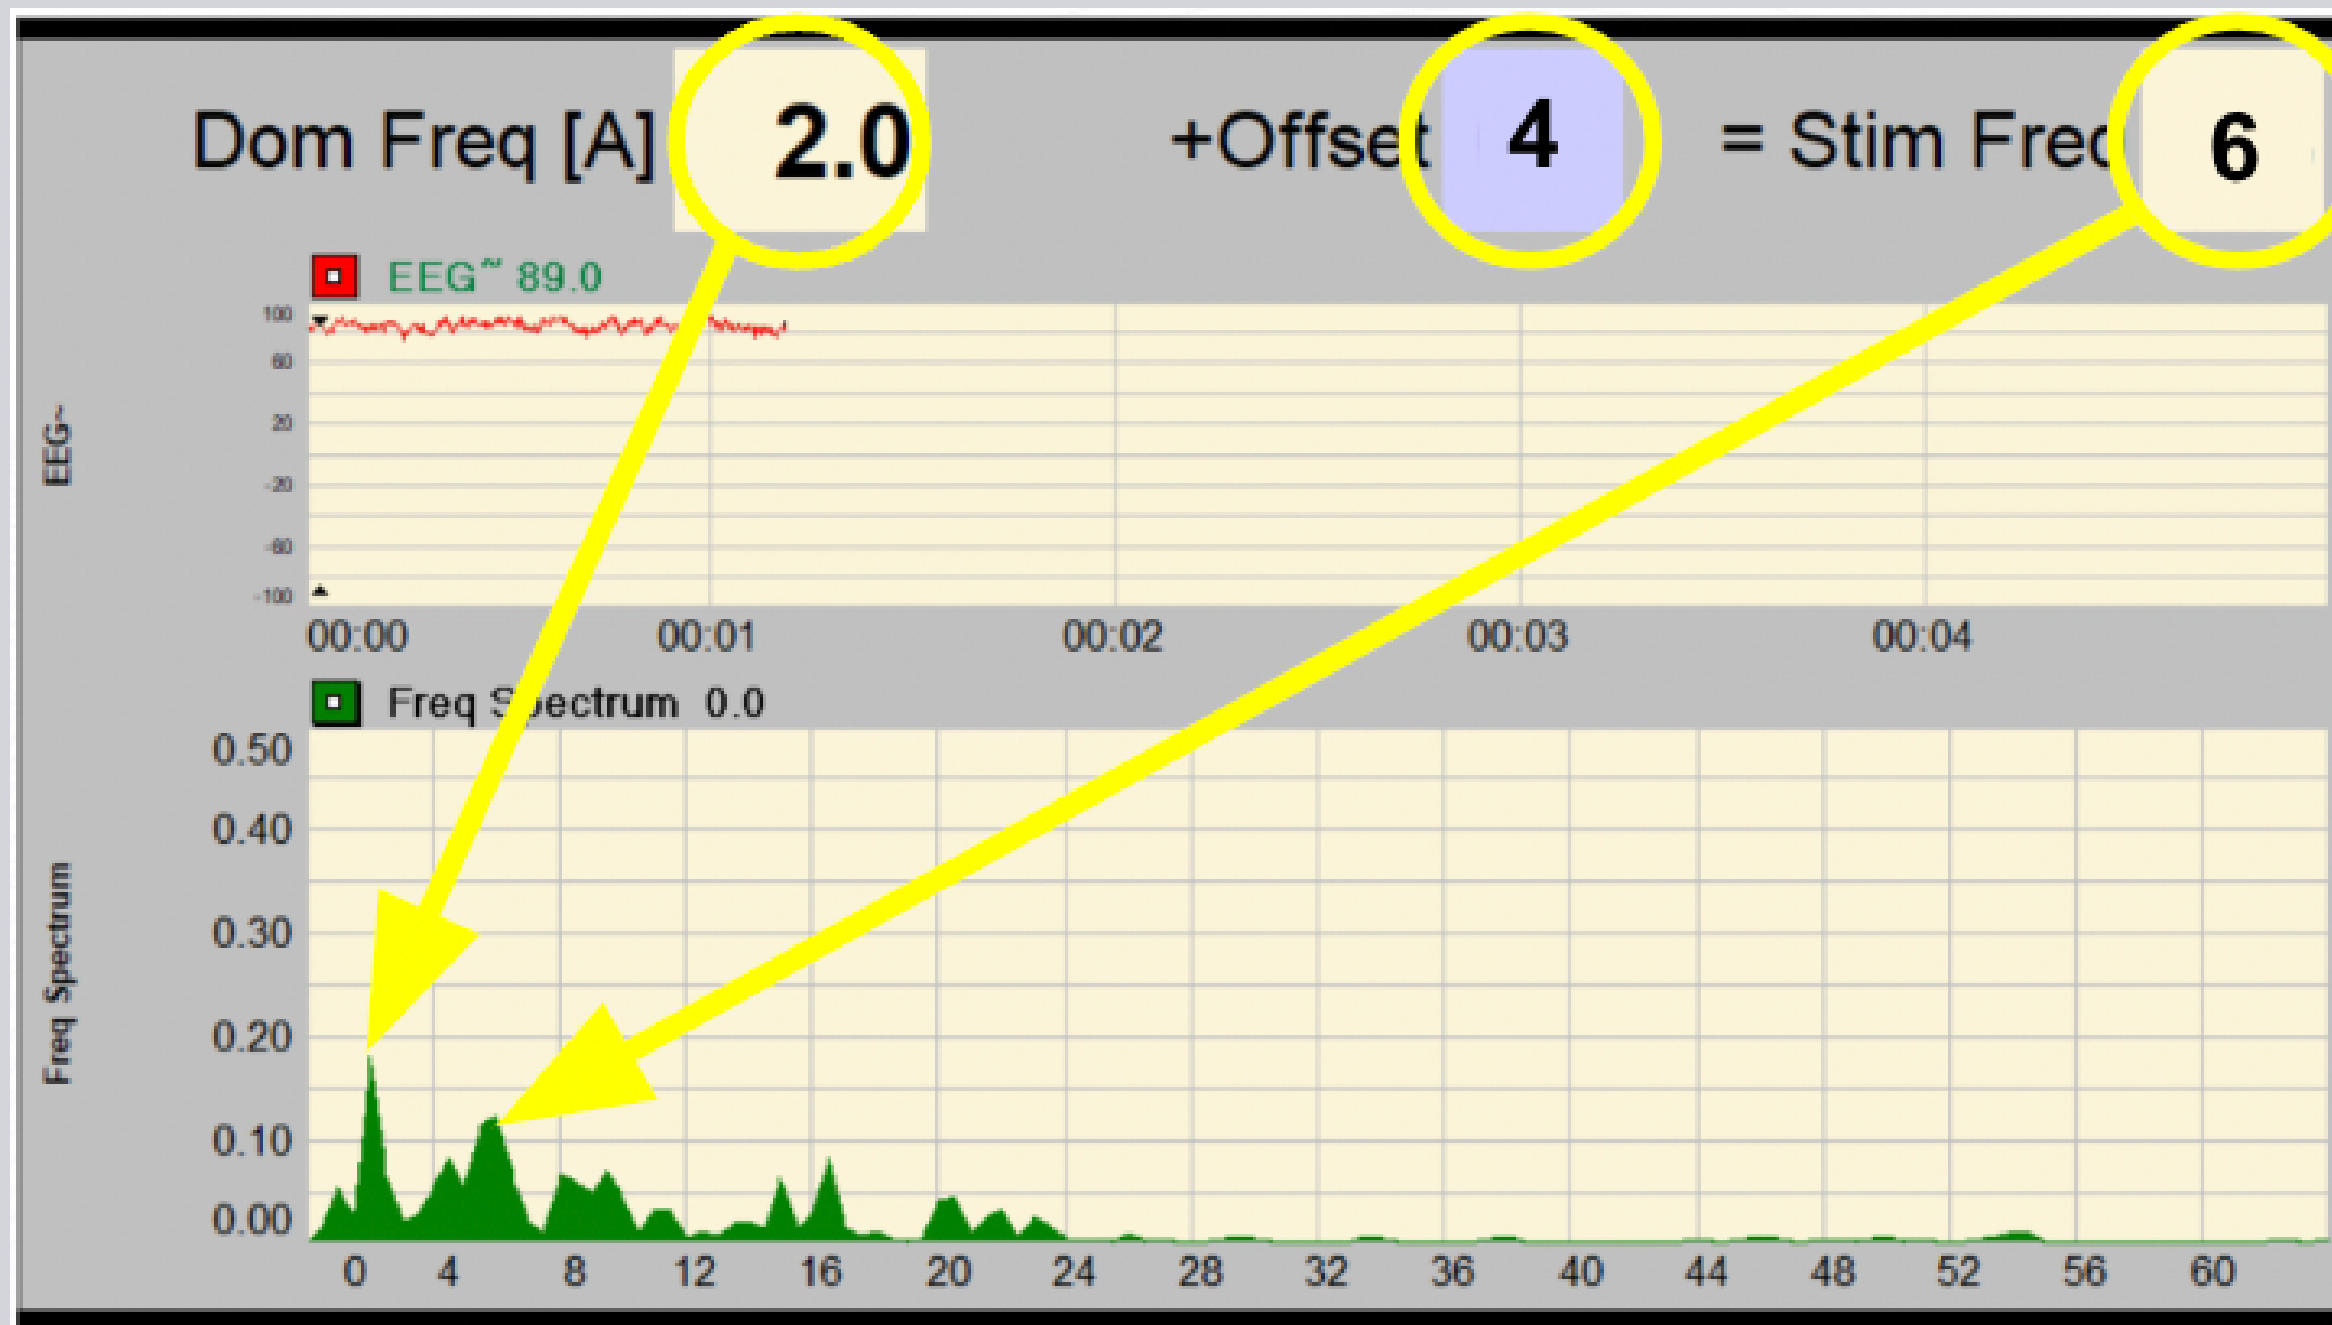 Dom Freq [A] 2.0 +Offset 4 = Stim Freq 6
EEG~ 89.0
EEG~
100
60
20
-20
-60
-100
00:00 00:01 00:02 00:03 00:04
Freq Spectrum 0.0
Freq Spectrum
0.50
0.40
0.30
0.20
0.10
0.00
0 4 8 12 16 20 24 28 32 36 40 44 48 52 56 60